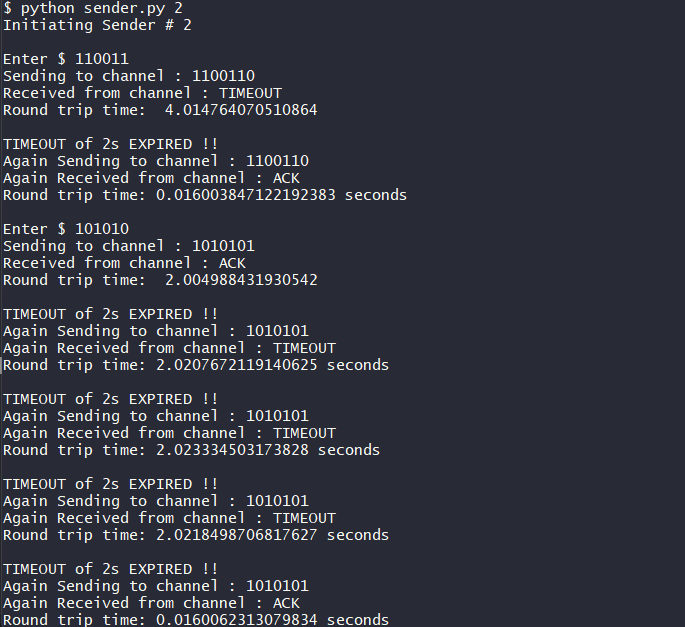 $ python sender.py 2
Initiating Sender # 2
Enter $ 110011
Sending to channel : 1100110
Received from channel : TIMEOUT
Round trip time:  4.014764070510864
TIMEOUT of 2s EXPIRED !!
Again Sending to channel : 1100110
Again Received from channel : ACK
Round trip time: 0.016003847122192383 seconds
Enter $ 101010
Sending to channel : 1010101
Received from channel : ACK
Round trip time:  2.004988431930542
TIMEOUT of 2s EXPIRED !!
Again Sending to channel : 1010101
Again Received from channel : TIMEOUT
Round trip time: 2.0207672119140625 seconds
TIMEOUT of 2s EXPIRED !!
Again Sending to channel : 1010101
Again Received from channel : TIMEOUT
Round trip time: 2.023334503173828 seconds
TIMEOUT of 2s EXPIRED !!
Again Sending to channel : 1010101
Again Received from channel : TIMEOUT
Round trip time: 2.0218498706817627 seconds
TIMEOUT of 2s EXPIRED !!
Again Sending to channel : 1010101
Again Received from channel : ACK
Round trip time: 0.0160062313079834 seconds